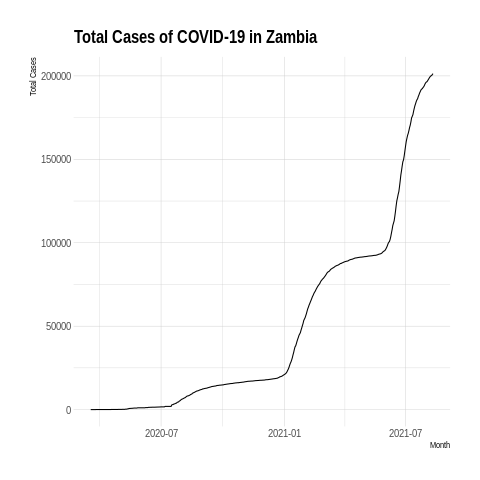 Total Cases of COVID-19 in Zambia
Total Cases
200000
150000
100000
50000
0
2020-07
2021-01
2021-07
Month